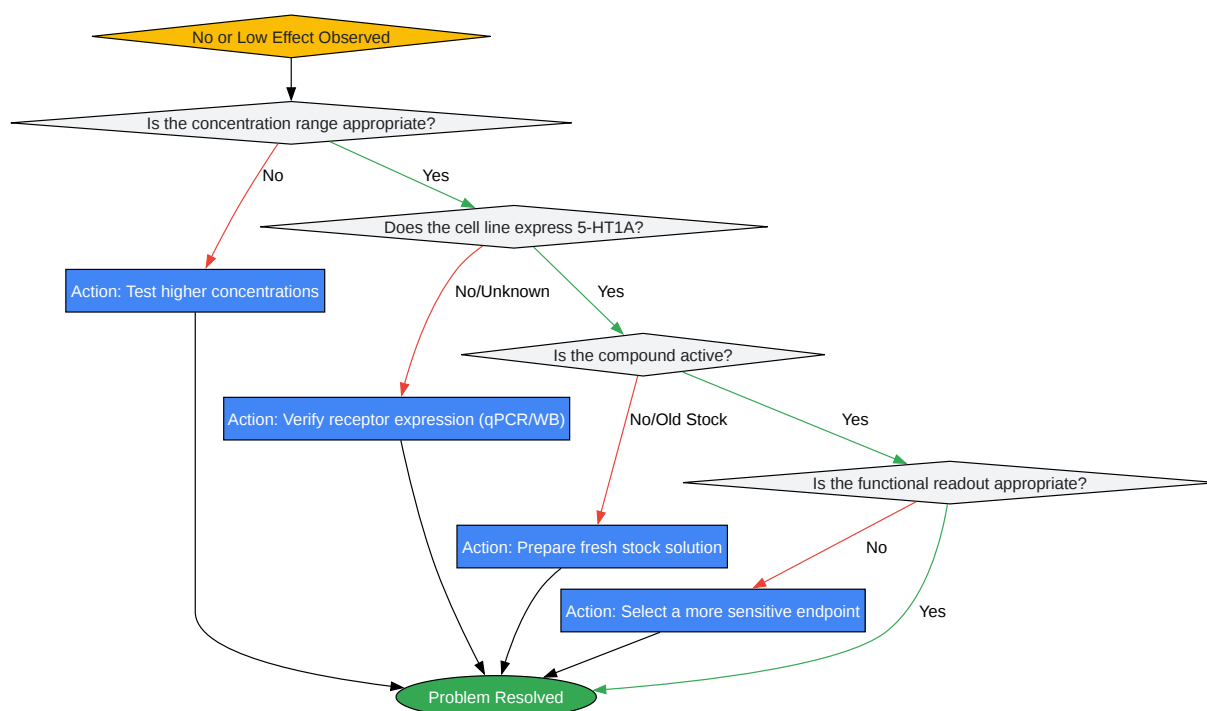 No or Low Effect Observed
Is the concentration range appropriate?
No
Yes
Does the cell line express 5-HT1A?
Action: Test higher concentrations
No/Unknown
Yes
Is the compound active?
Action: Verify receptor expression (qPCR/WB)
No/Old Stock
Yes
Is the functional readout appropriate?
Action: Prepare fresh stock solution
No
Action: Select a more sensitive endpoint
Yes
Problem Resolved